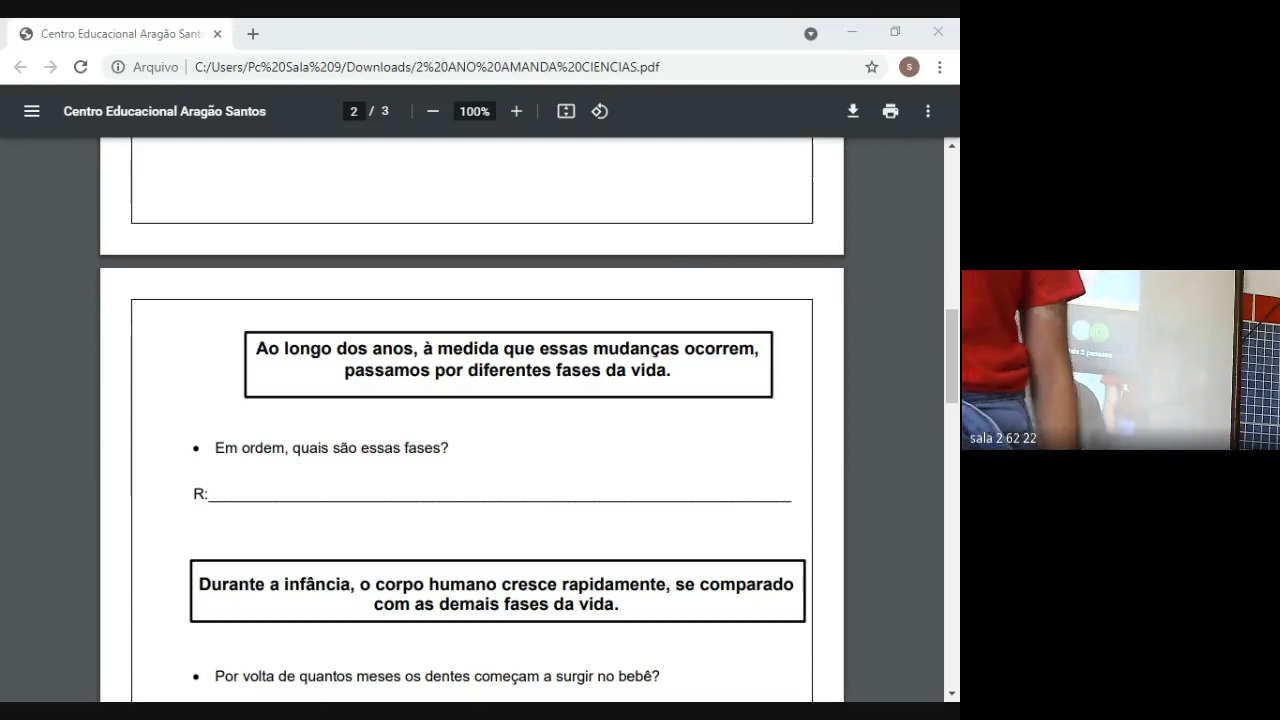 Centro Educacional Aragão Sant
Arquivo | C:/Users/Pc%20Sala%209/Downloads/2%20ANO%20AMANDA%20CIENCIAS.pdf
S
Centro Educacional Aragão Santos 2 / 3 100%
Ao longo dos anos, à medida que essas mudanças ocorrem,
passamos por diferentes fases da vida.
• Em ordem, quais são essas fases?
R:
Durante a infância, o corpo humano cresce rapidamente, se comparado
com as demais fases da vida.
• Por volta de quantos meses os dentes começam a surgir no bebê?
pessoas
sala 2 62 22